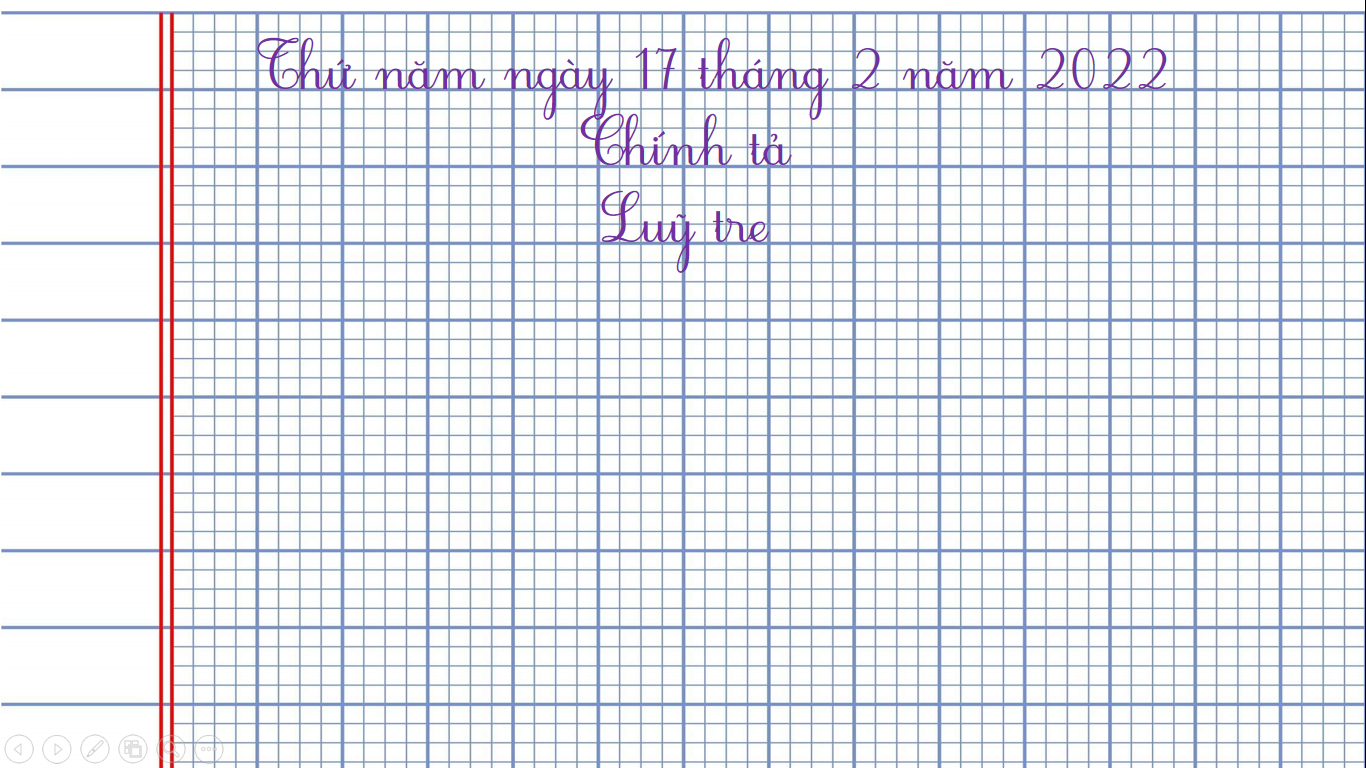 Thứ năm ngày 17 tháng 2 năm 2022
Chính tả
Luỹ tre